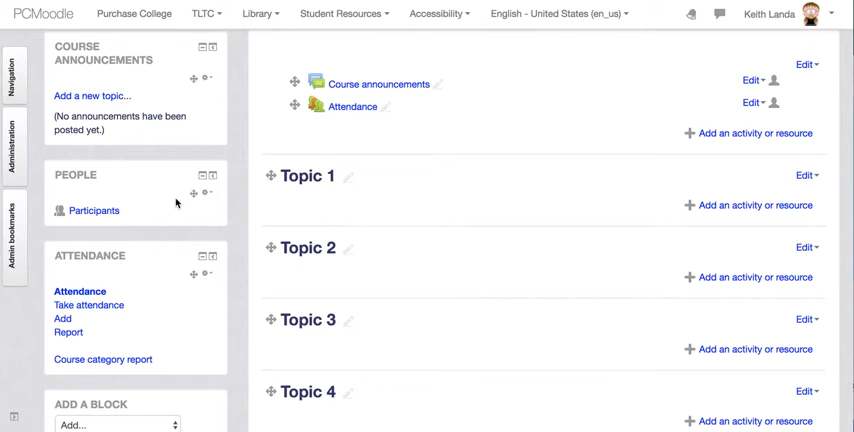 PCMoodle Purchase College TLTC Library Student Resources Accessibility English - United States (en_us) Keith Landa
Navigation
Administration
Admin bookmarks
COURSE
ANNOUNCEMENTS
Add a new topic...
(No announcements have been
posted yet.)
PEOPLE
Participants
ATTENDANCE
Attendance
Take attendance
Add
Report
Course category report
ADD A BLOCK
Add...
Edit
Course announcements Edit
Attendance Edit
Add an activity or resource
Topic 1 Edit
Add an activity or resource
Topic 2 Edit
Add an activity or resource
Topic 3 Edit
Add an activity or resource
Topic 4 Edit
Add an activity or resource